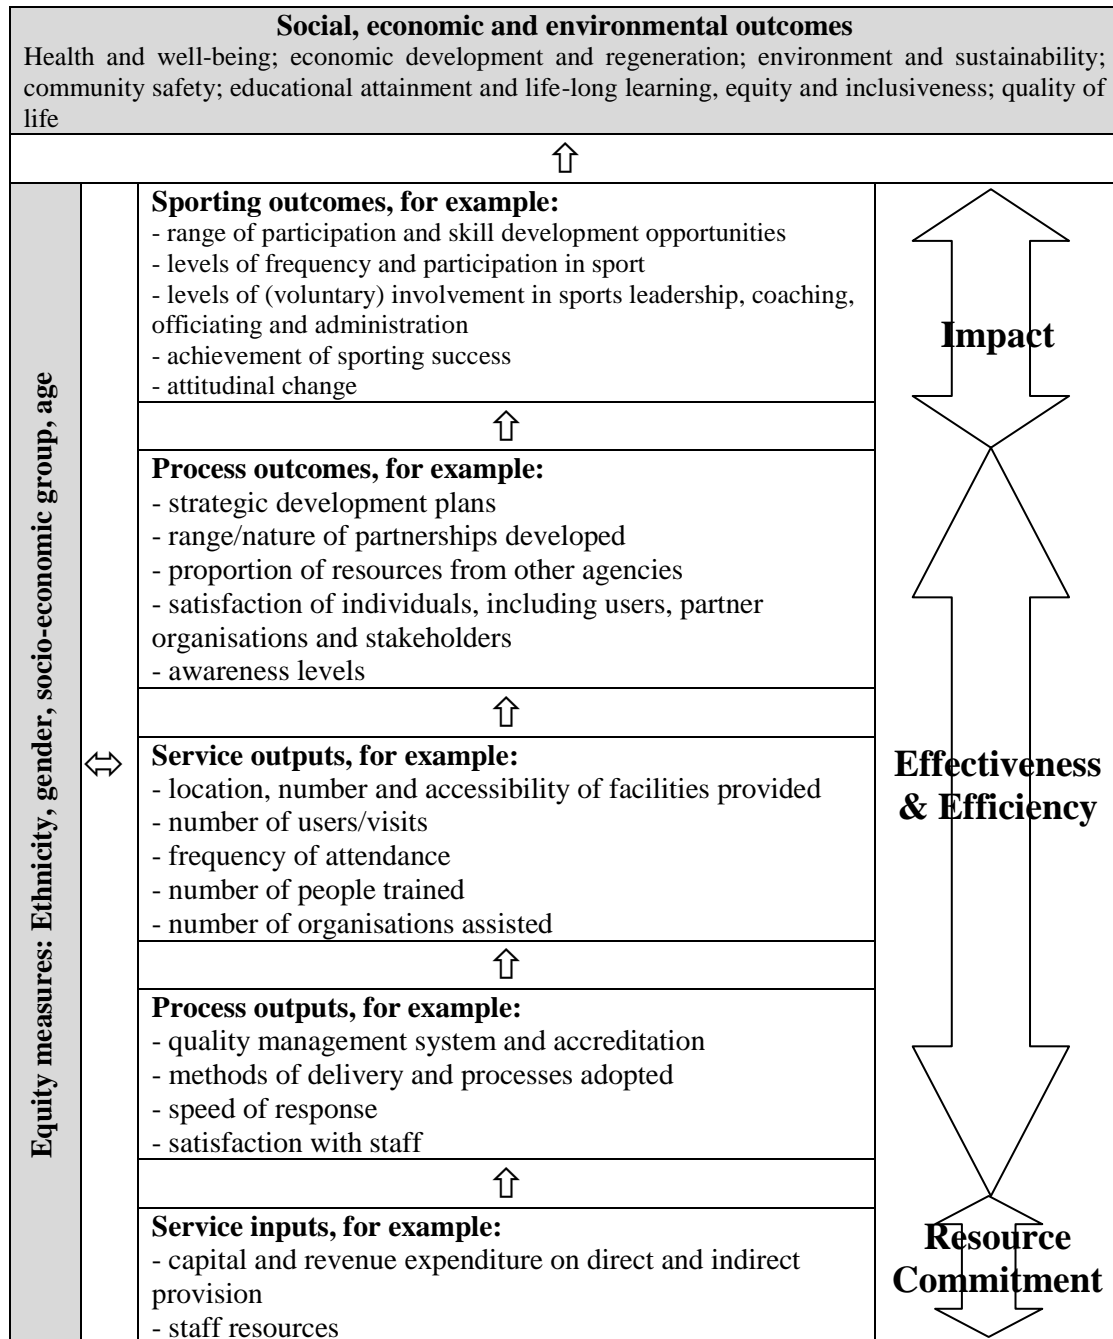 Social, economic and environmental outcomes
Health and well-being; economic development and regeneration; environment and sustainability;
community safety; educational attainment and life-long learning, equity and inclusiveness; quality of
life
Equity measures: Ethnicity, gender, socio-economic group, age
Sporting outcomes, for example:
- range of participation and skill development opportunities
- levels of frequency and participation in sport
- levels of (voluntary) involvement in sports leadership, coaching,
officiating and administration
- achievement of sporting success
- attitudinal change
Impact
Process outcomes, for example:
- strategic development plans
- range/nature of partnerships developed
- proportion of resources from other agencies
- satisfaction of individuals, including users, partner
organisations and stakeholders
- awareness levels
Service outputs, for example:
- location, number and accessibility of facilities provided
- number of users/visits
- frequency of attendance
- number of people trained
- number of organisations assisted
Effectiveness
& Efficiency
Process outputs, for example:
- quality management system and accreditation
- methods of delivery and processes adopted
- speed of response
- satisfaction with staff
Service inputs, for example:
- capital and revenue expenditure on direct and indirect
provision
- staff resources
Resource
Commitment